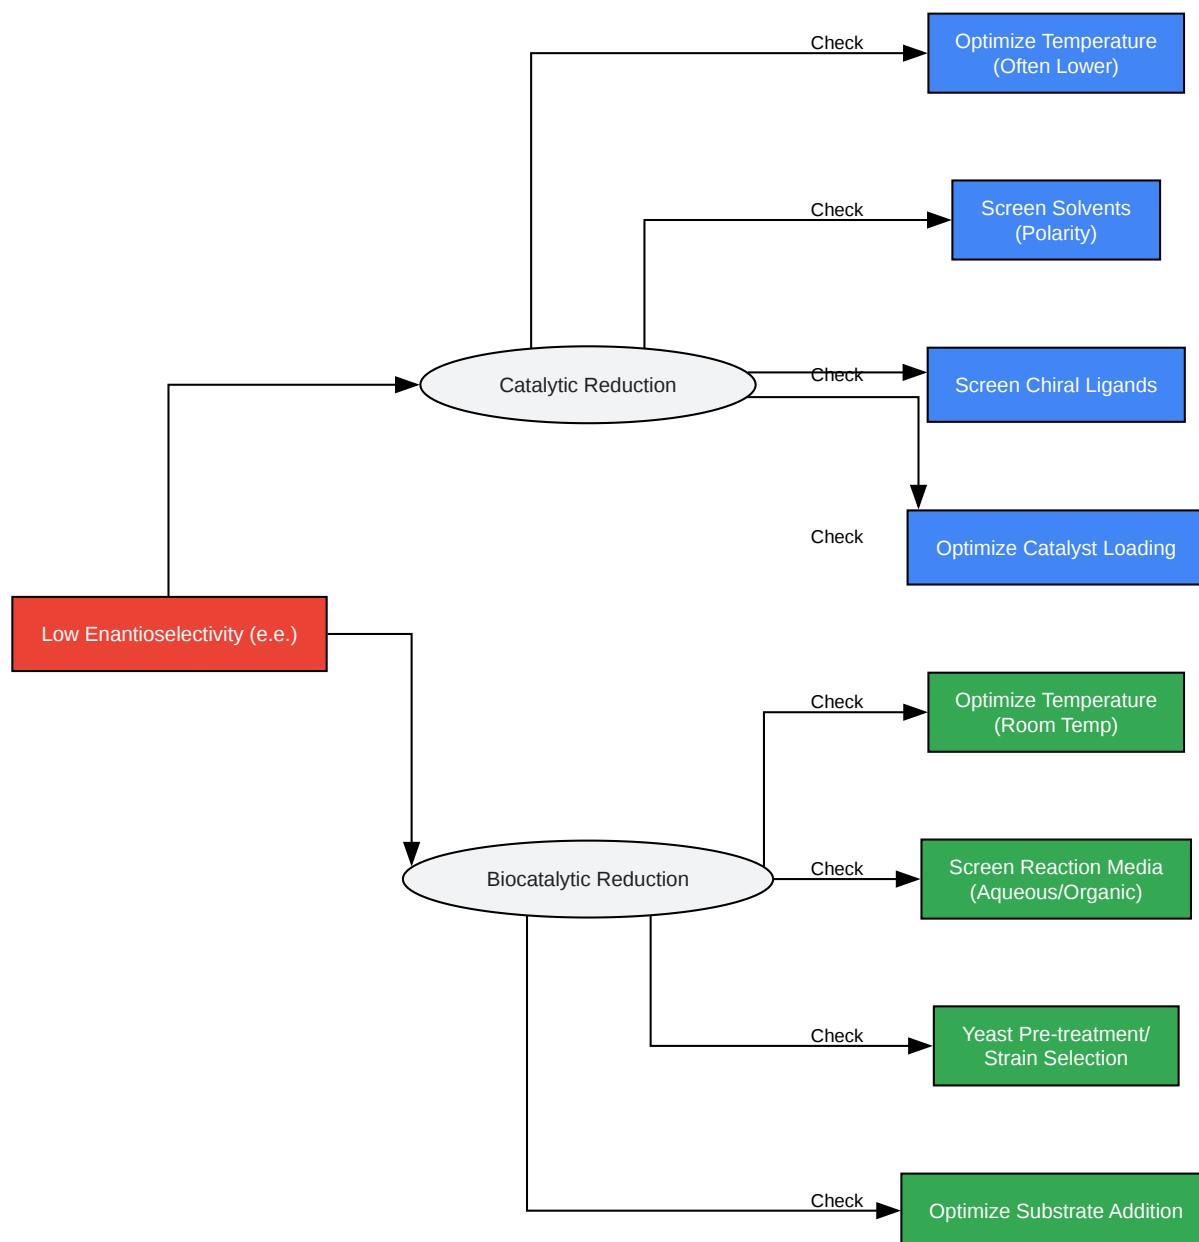 Check
Optimize Temperature
(Often Lower)
Check
Screen Solvents
(Polarity)
Catalytic Reduction
Check
Screen Chiral Ligands
Check
Optimize Catalyst Loading
Low Enantioselectivity (e.e.)
Check
Optimize Temperature
(Room Temp)
Biocatalytic Reduction
Check
Screen Reaction Media
(Aqueous/Organic)
Check
Yeast Pre-treatment/
Strain Selection
Check
Optimize Substrate Addition